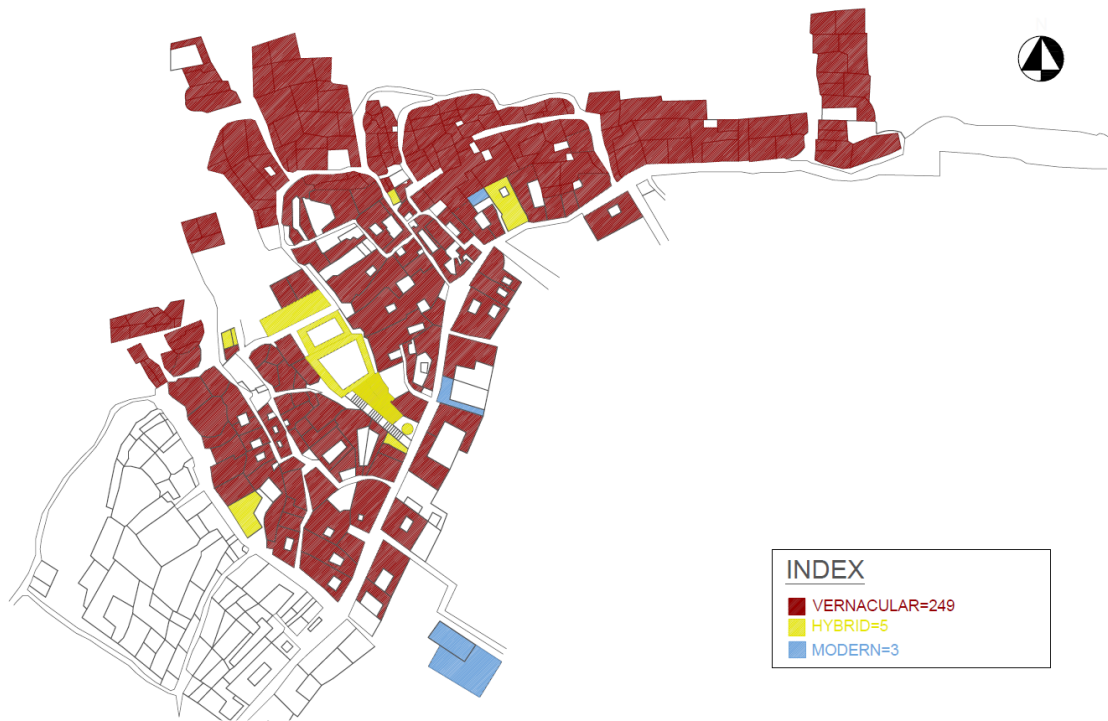 N
INDEX
VERNACULAR=249
HYBRID=5
MODERN=3